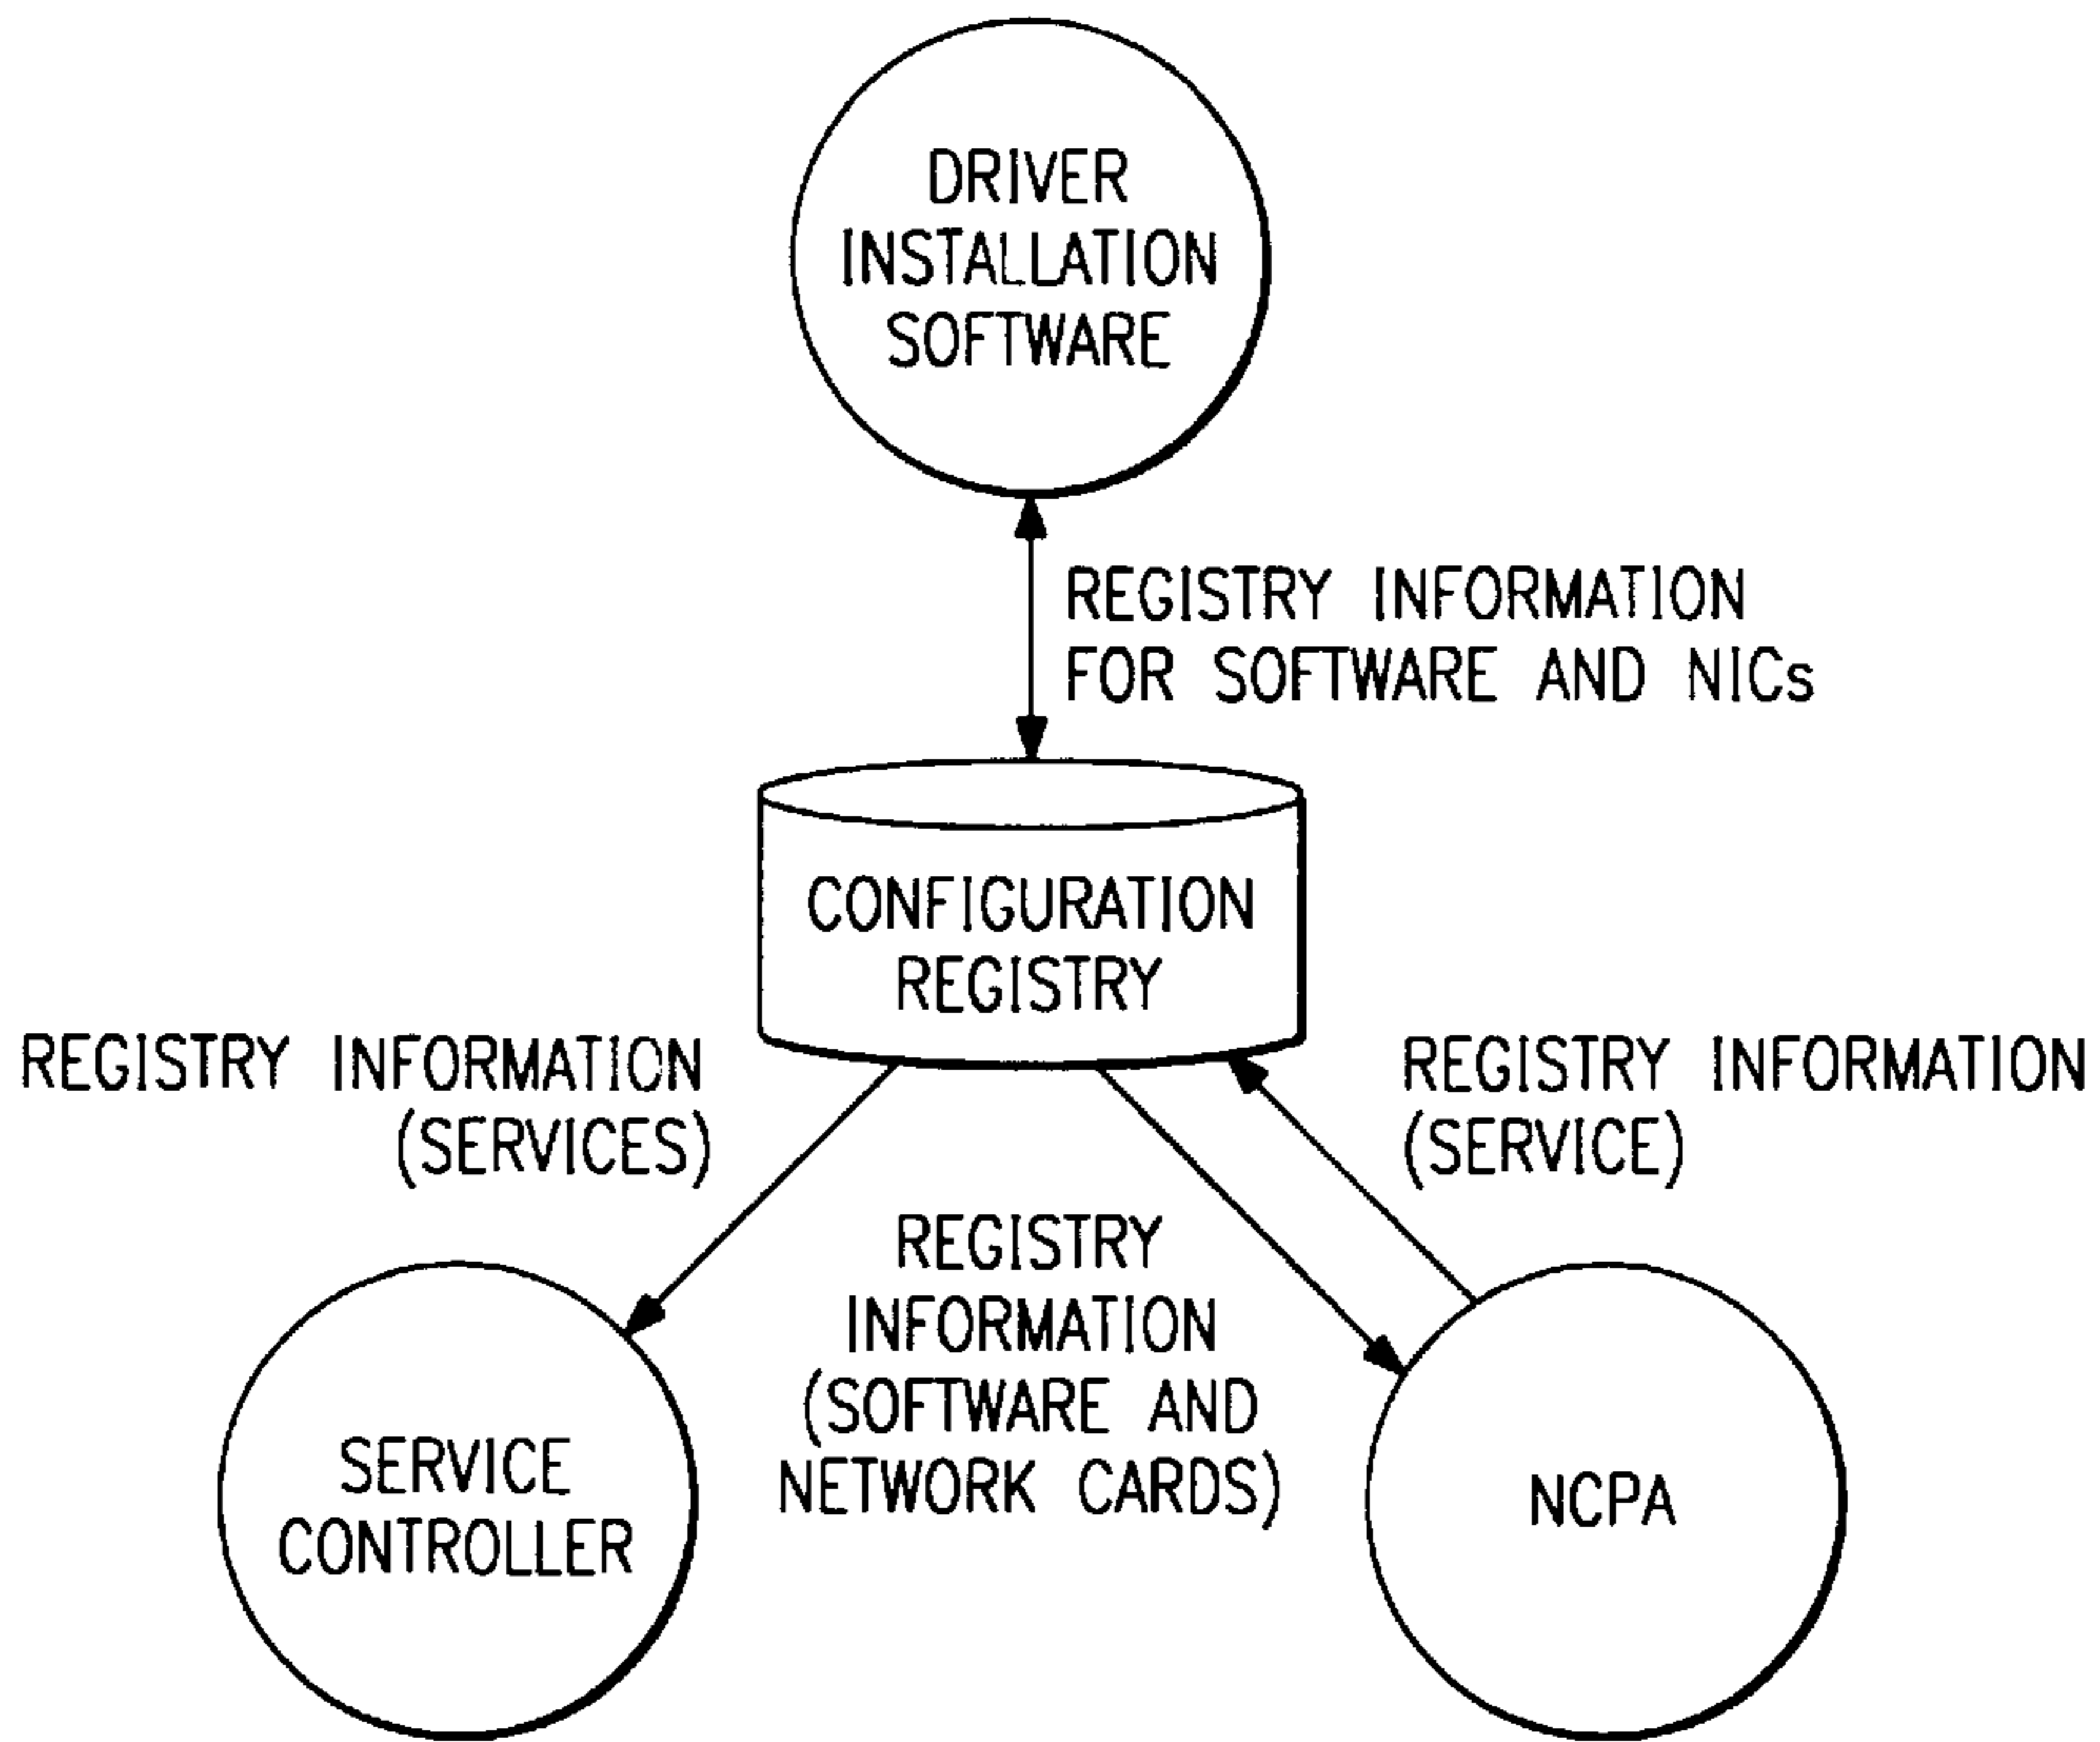 DRIVER
INSTALLATION
SOFTWARE
REGISTRY INFORMATION
FOR SOFTWARE AND NICs
CONFIGURATION
REGISTRY
REGISTRY INFORMATION
(SERVICES)
REGISTRY INFORMATION
(SERVICE)
REGISTRY
INFORMATION
(SOFTWARE AND
NETWORK CARDS)
SERVICE
CONTROLLER
NCPA